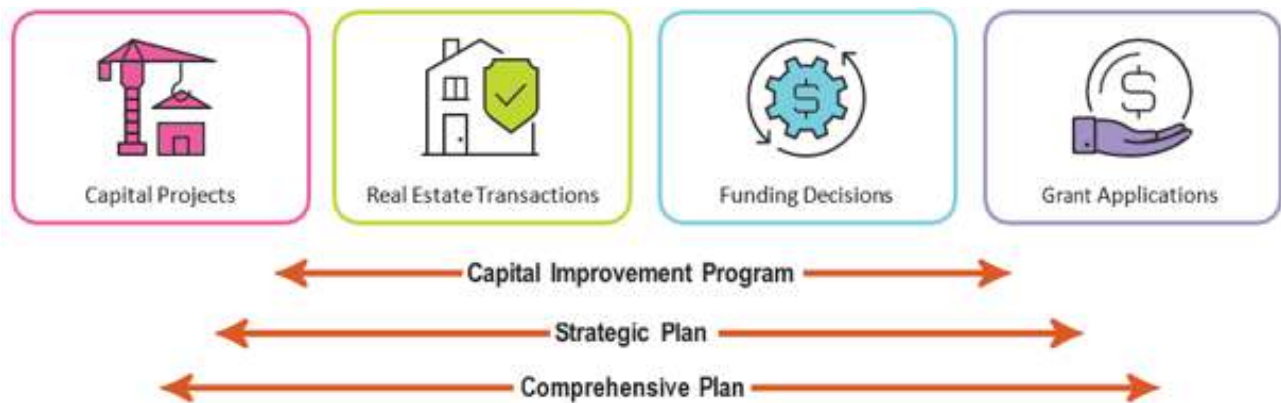 Capital Projects
Real Estate Transactions
$
Funding Decisions
$
Grant Applications
Capital Improvement Program
Strategic Plan
Comprehensive Plan